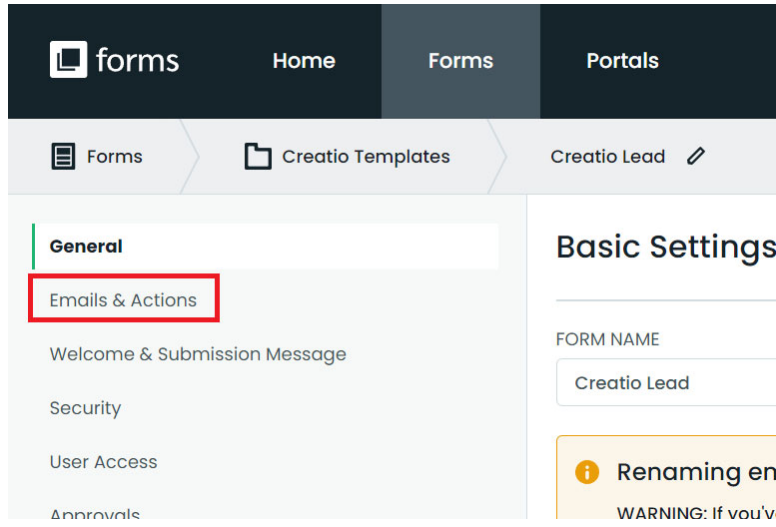 forms Home Forms Portals
Forms Creatio Templates Creatio Lead
General
Emails & Actions
Welcome & Submission Message
Security
User Access
Approvals
Basic Settings
FORM NAME
Creatio Lead
Renaming en
WARNING: If you'v